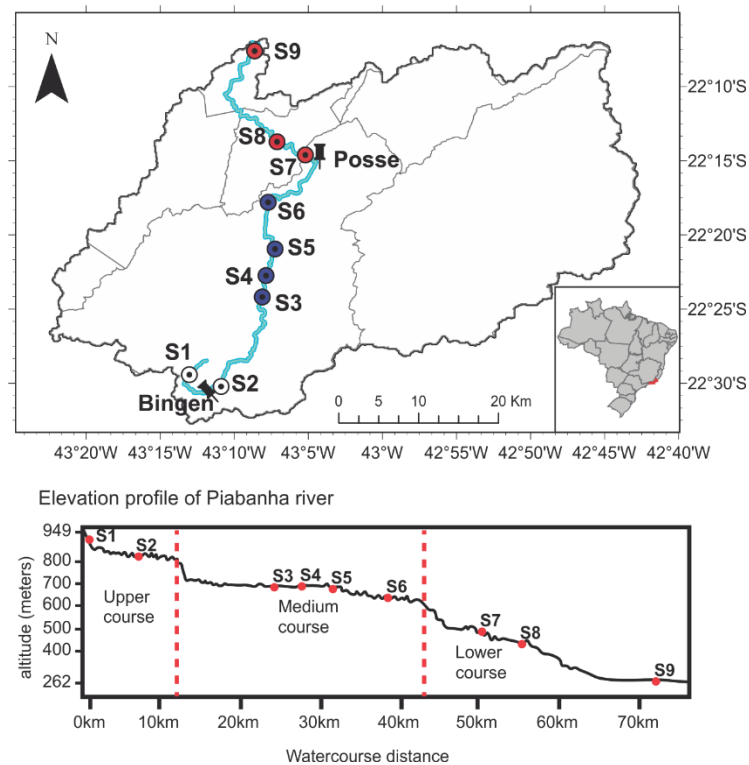 N
S9
22°10'S
S8
S7
Posse
22°15'S
S6
S5
22°20'S
S4
S3
22°25'S
S1
S2
Bingen
22°30'S
0 5 10 20 Km
43°20'W 43°15'W 43°10'W 43°5'W 42°55'W 42°50'W 42°45'W 42°40'W
Elevation profile of Piabanha river
altitude (meters)
949
800
700
600
500
400
262
S1 S2 S3 S4 S5 S6 S7 S8 S9
Upper
course
Medium
course
Lower
course
0km 10km 20km 30km 40km 50km 60km 70km
Watercourse distance